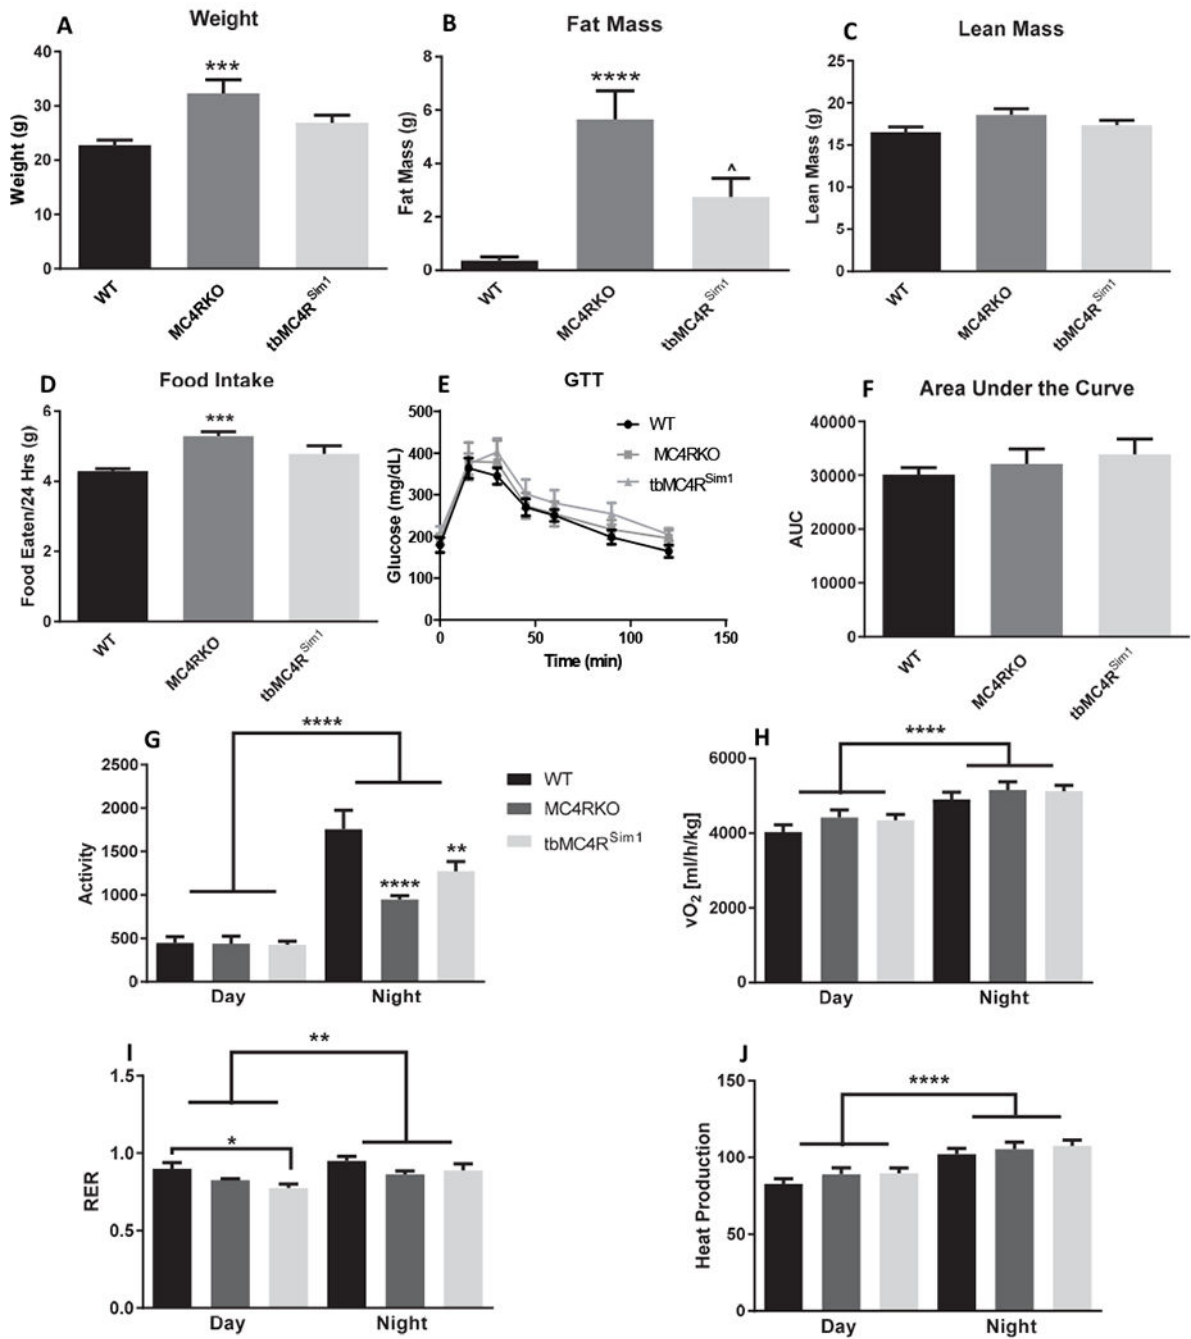 A
Weight
Weight (g)
40
30
20
10
0
***
WT
MC4RKO
tbMC4R^Sim1
B
Fat Mass
Fat Mass (g)
8
6
4
2
0
****
^
WT
MC4RKO
tbMC4R^Sim1
C
Lean Mass
Lean Mass (g)
25
20
15
10
5
0
WT
MC4RKO
tbMC4R^Sim1
D
Food Intake
Food Eaten/24 Hrs (g)
6
4
2
0
***
WT
MC4RKO
tbMC4R^Sim1
E
GTT
Glucose (mg/dL)
500
400
300
200
100
0
WT
MC4RKO
tbMC4R^Sim1
0 50 100 150
Time (min)
F
Area Under the Curve
AUC
40000
30000
20000
10000
0
WT
MC4RKO
tbMC4R^Sim1
G
****
Activity
2500
2000
1500
1000
500
0
****
**
Day Night
WT
MC4RKO
tbMC4R^Sim1
H
****
vO2 [ml/h/kg]
6000
4000
2000
0
Day Night
I
**
*
RER
1.5
1.0
0.5
0.0
Day Night
J
****
Heat Production
150
100
50
0
Day Night